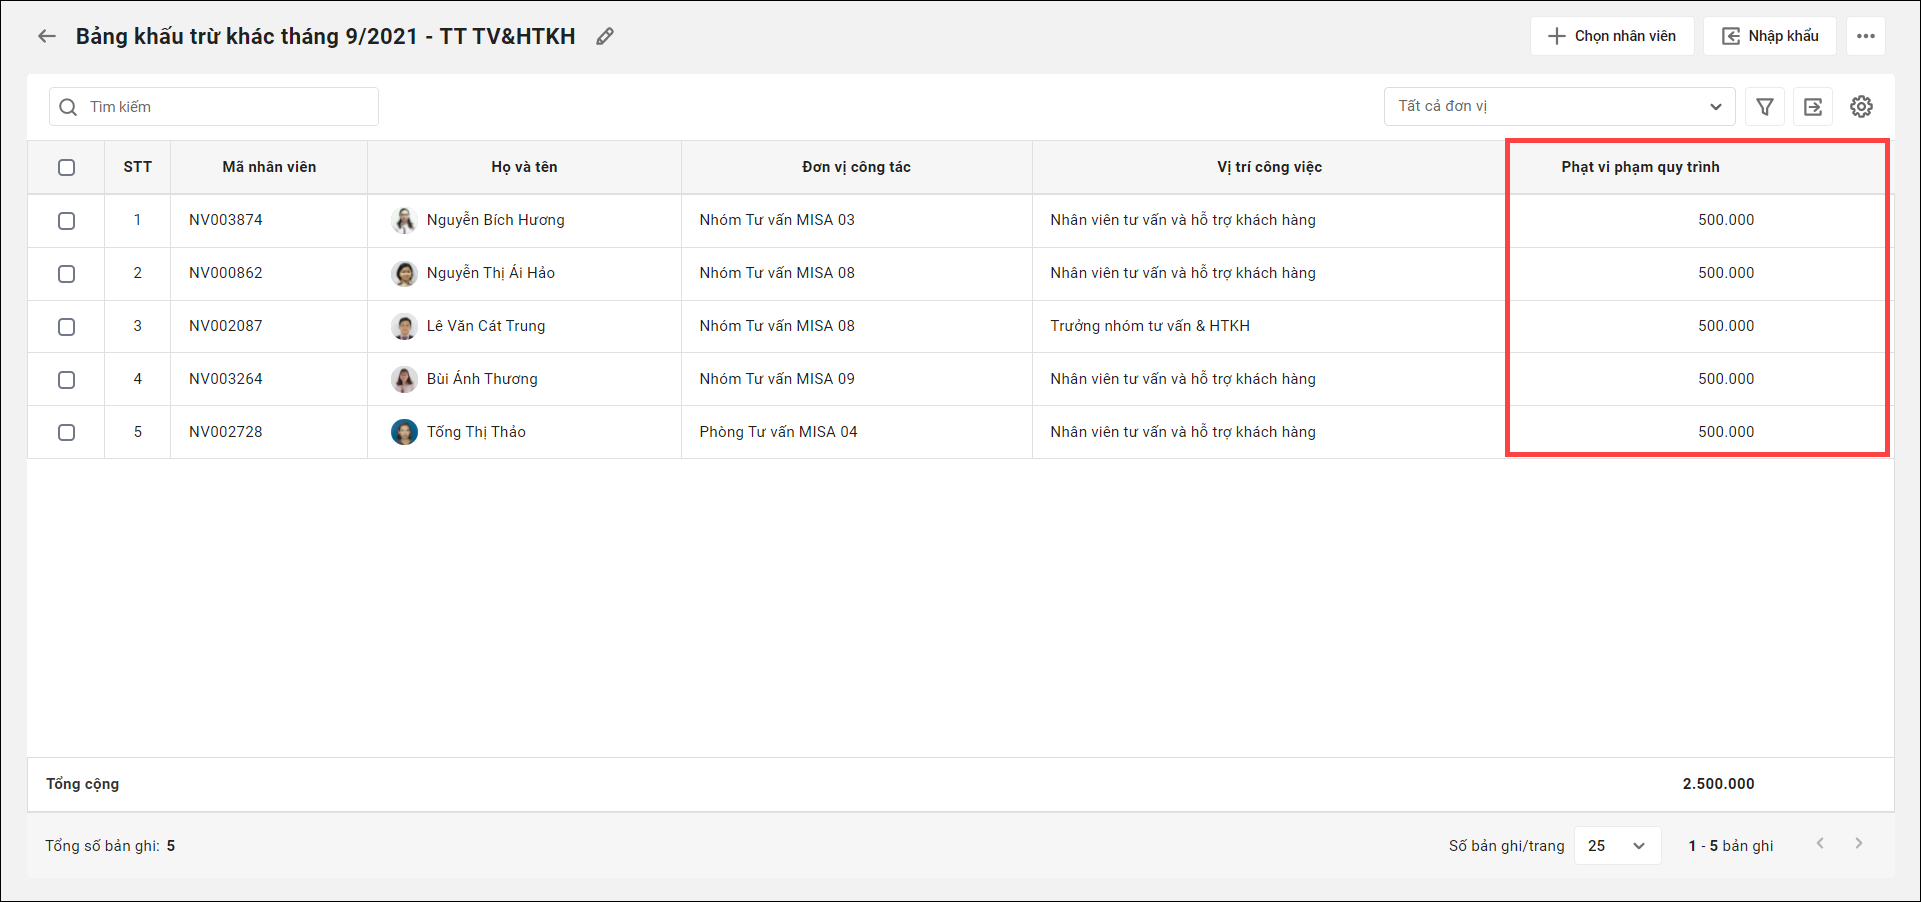 Bảng khấu trừ khác tháng 9/2021 - TT TV&HTKH
Chọn nhân viên
Nhập khẩu
Tìm kiếm
Tất cả đơn vị
STT Mã nhân viên Họ và tên Đơn vị công tác Vị trí công việc Phạt vi phạm quy trình
1 NV003874 Nguyễn Bích Hương Nhóm Tư vấn MISA 03 Nhân viên tư vấn và hỗ trợ khách hàng 500.000
2 NV000862 Nguyễn Thị Ái Hảo Nhóm Tư vấn MISA 08 Nhân viên tư vấn và hỗ trợ khách hàng 500.000
3 NV002087 Lê Văn Cát Trung Nhóm Tư vấn MISA 08 Trưởng nhóm tư vấn & HTKH 500.000
4 NV003264 Bùi Ánh Thương Nhóm Tư vấn MISA 09 Nhân viên tư vấn và hỗ trợ khách hàng 500.000
5 NV002728 Tống Thị Thảo Phòng Tư vấn MISA 04 Nhân viên tư vấn và hỗ trợ khách hàng 500.000
Tổng cộng 2.500.000
Tổng số bản ghi: 5 Số bản ghi/trang 25 1 - 5 bản ghi